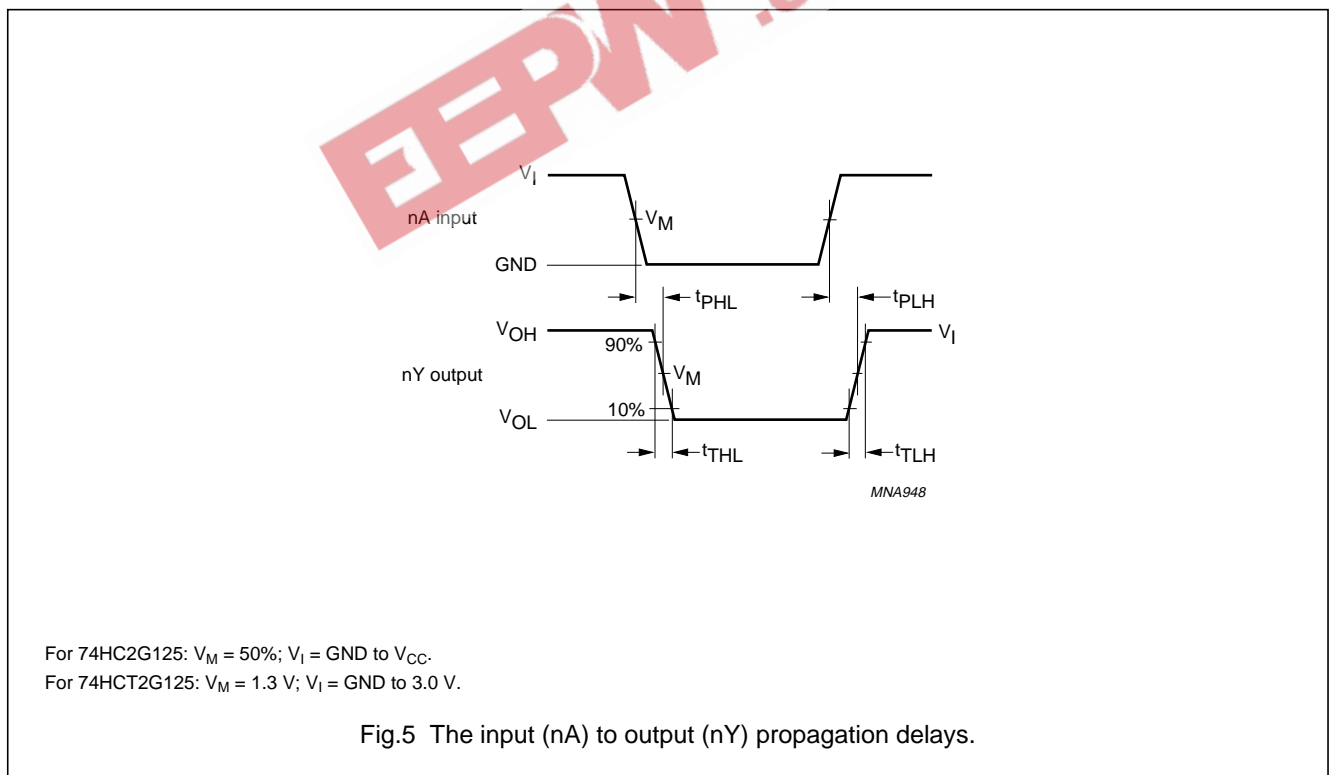 EEPW
V_I
nA input
V_M
GND
t_PHL
t_PLH
V_OH
90%
V_I
nY output
V_M
10%
V_OL
t_THL
t_TLH
MNA948
For 74HC2G125: V_M = 50%; V_I = GND to V_CC.
For 74HCT2G125: V_M = 1.3 V; V_I = GND to 3.0 V.
Fig.5 The input (nA) to output (nY) propagation delays.